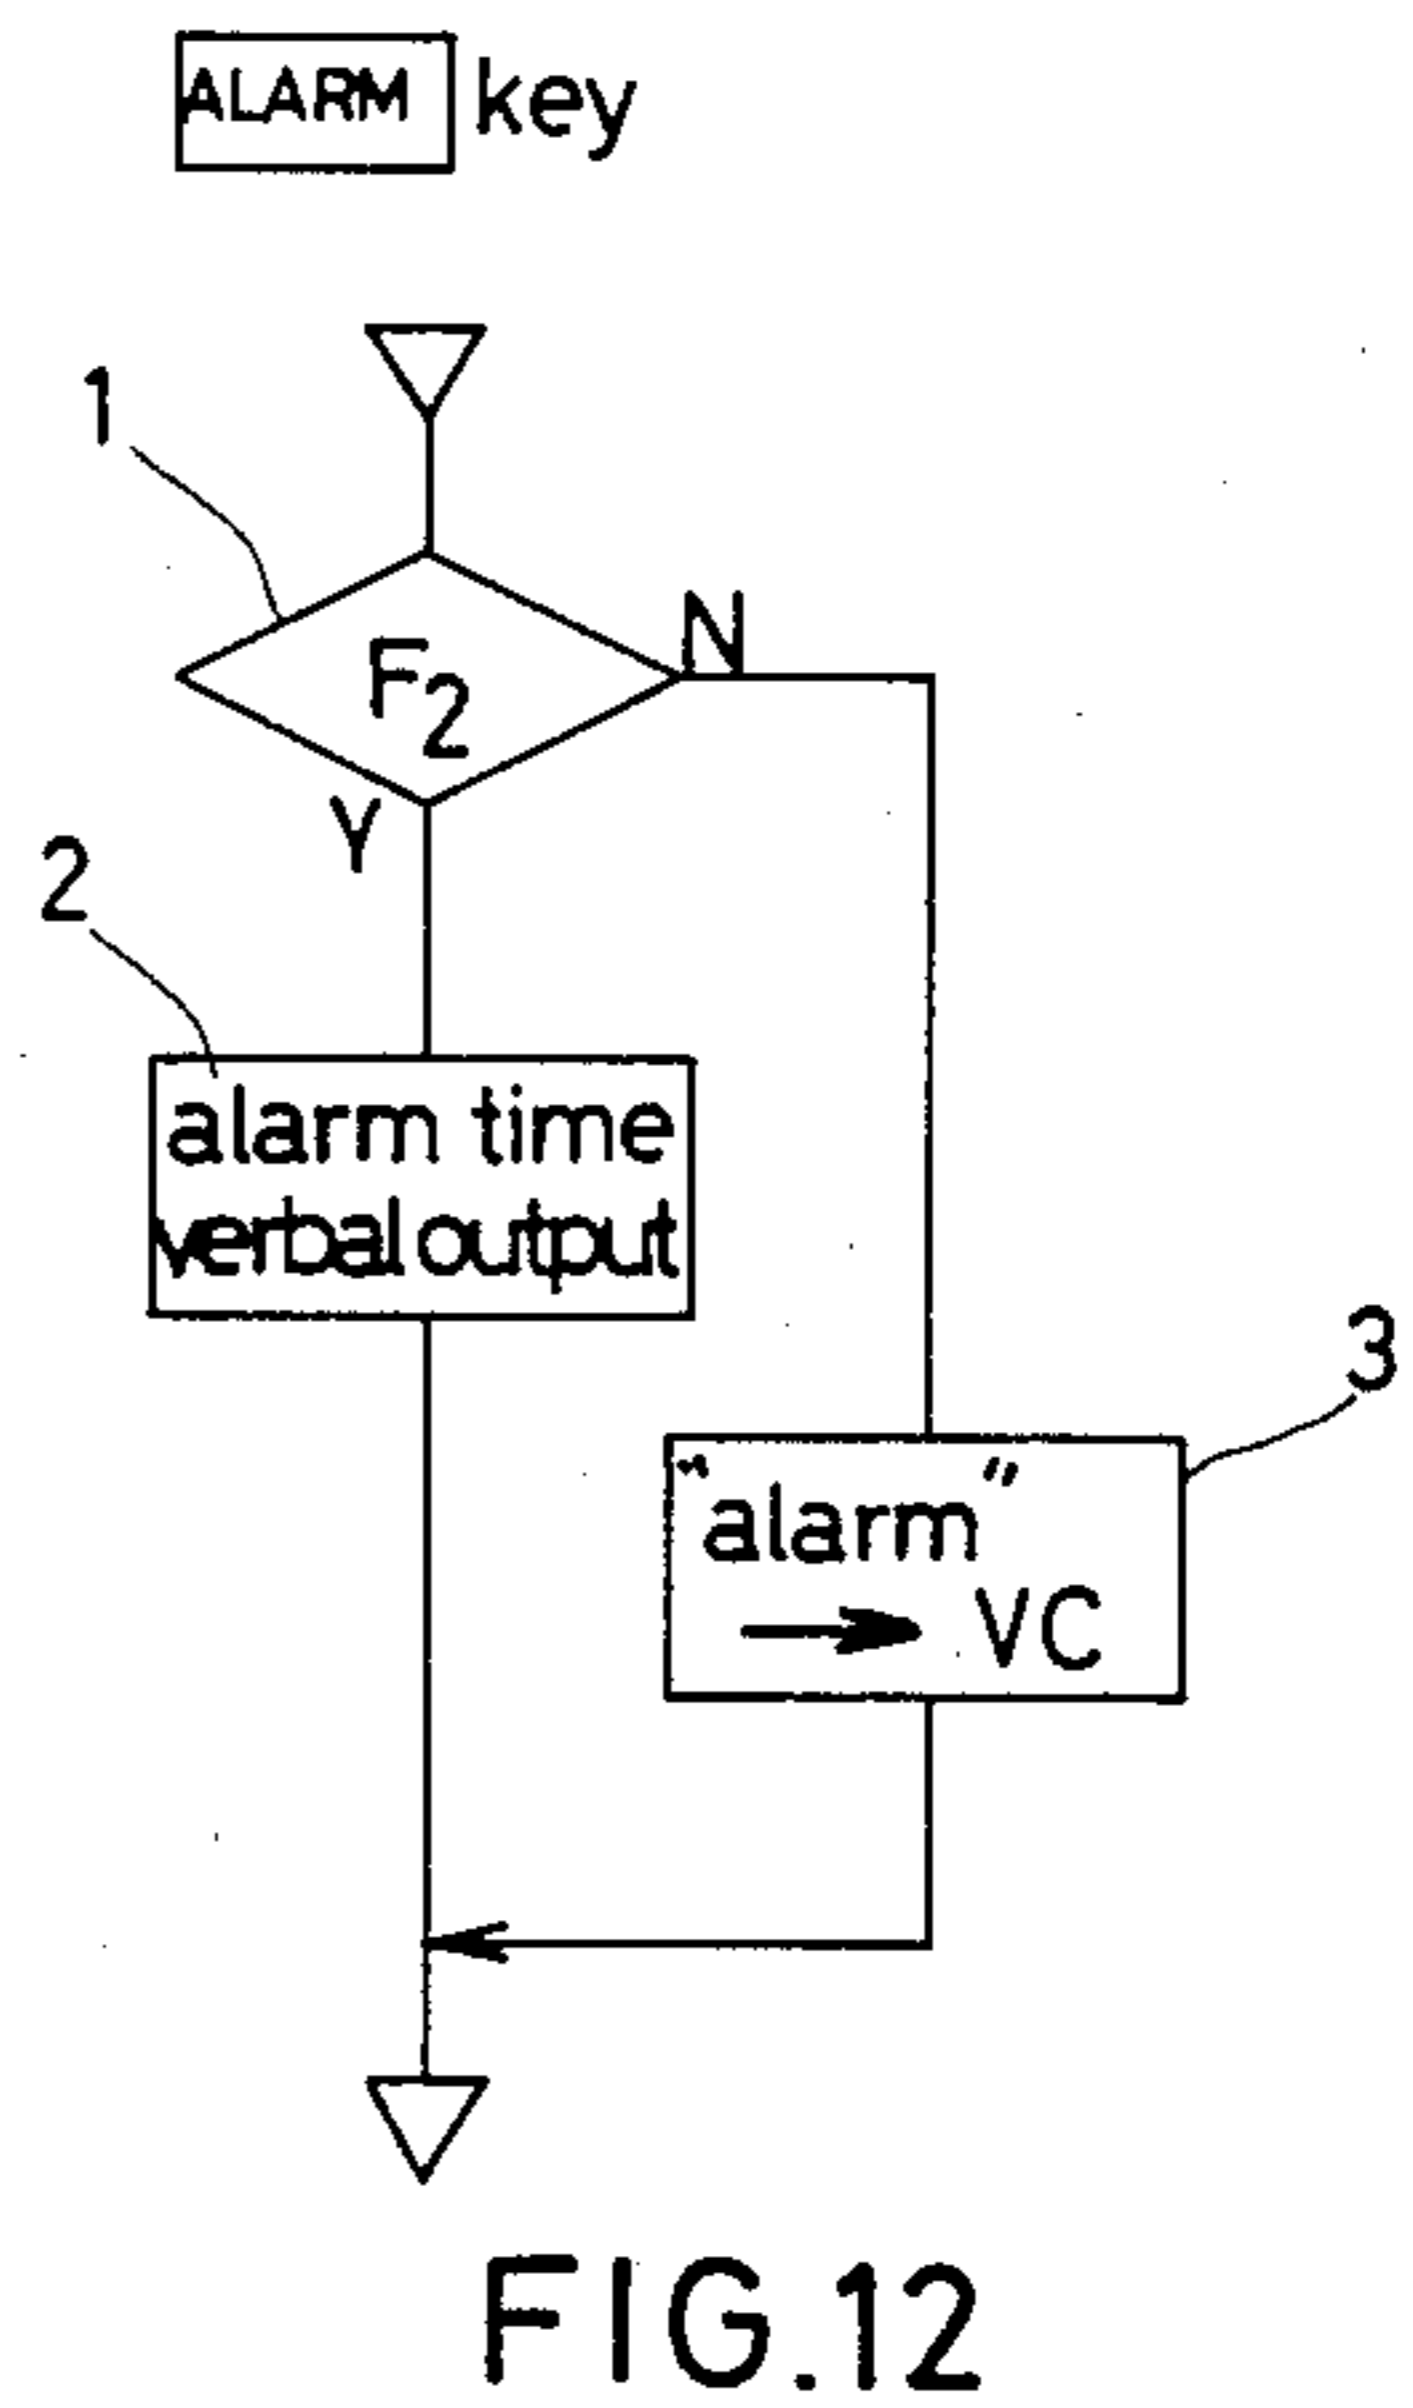 ALARM key
1
F2
N
Y
2
alarm time
verbal output
3
"alarm"
→ VC
FIG.12